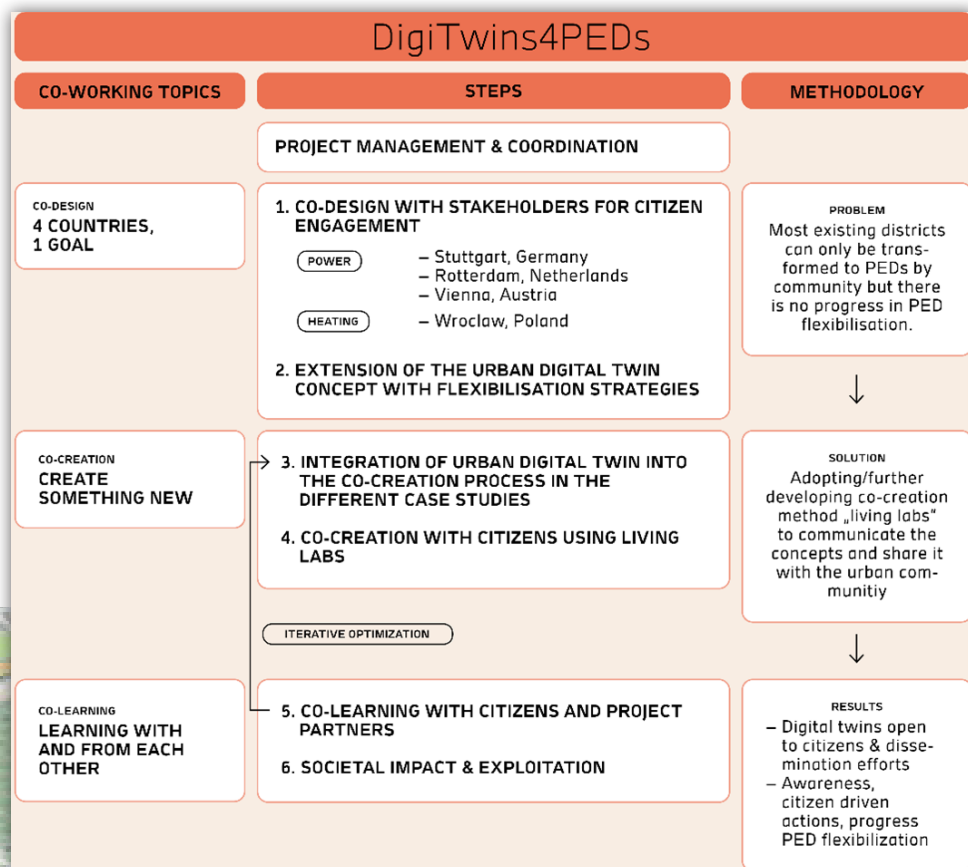 DigiTwins4PEDs
CO-WORKING TOPICS
STEPS
METHODOLOGY
PROJECT MANAGEMENT & COORDINATION
CO-DESIGN
4 COUNTRIES,
1 GOAL
1. CO-DESIGN WITH STAKEHOLDERS FOR CITIZEN
ENGAGEMENT
POWER
– Stuttgart, Germany
– Rotterdam, Netherlands
– Vienna, Austria
HEATING
– Wroclaw, Poland
2. EXTENSION OF THE URBAN DIGITAL TWIN
CONCEPT WITH FLEXIBILISATION STRATEGIES
PROBLEM
Most existing districts
can only be trans-
formed to PEDs by
community but there
is no progress in PED
flexibilisation.
CO-CREATION
CREATE
SOMETHING NEW
3. INTEGRATION OF URBAN DIGITAL TWIN INTO
THE CO-CREATION PROCESS IN THE
DIFFERENT CASE STUDIES
4. CO-CREATION WITH CITIZENS USING LIVING
LABS
SOLUTION
Adopting/further
developing co-creation
method „living labs“
to communicate the
concepts and share it
with the urban com-
munitiy
ITERATIVE OPTIMIZATION
CO-LEARNING
LEARNING WITH
AND FROM EACH
OTHER
5. CO-LEARNING WITH CITIZENS AND PROJECT
PARTNERS
6. SOCIETAL IMPACT & EXPLOITATION
RESULTS
– Digital twins open
to citizens & disse-
mination efforts
– Awareness,
citizen driven
actions, progress
PED flexibilization